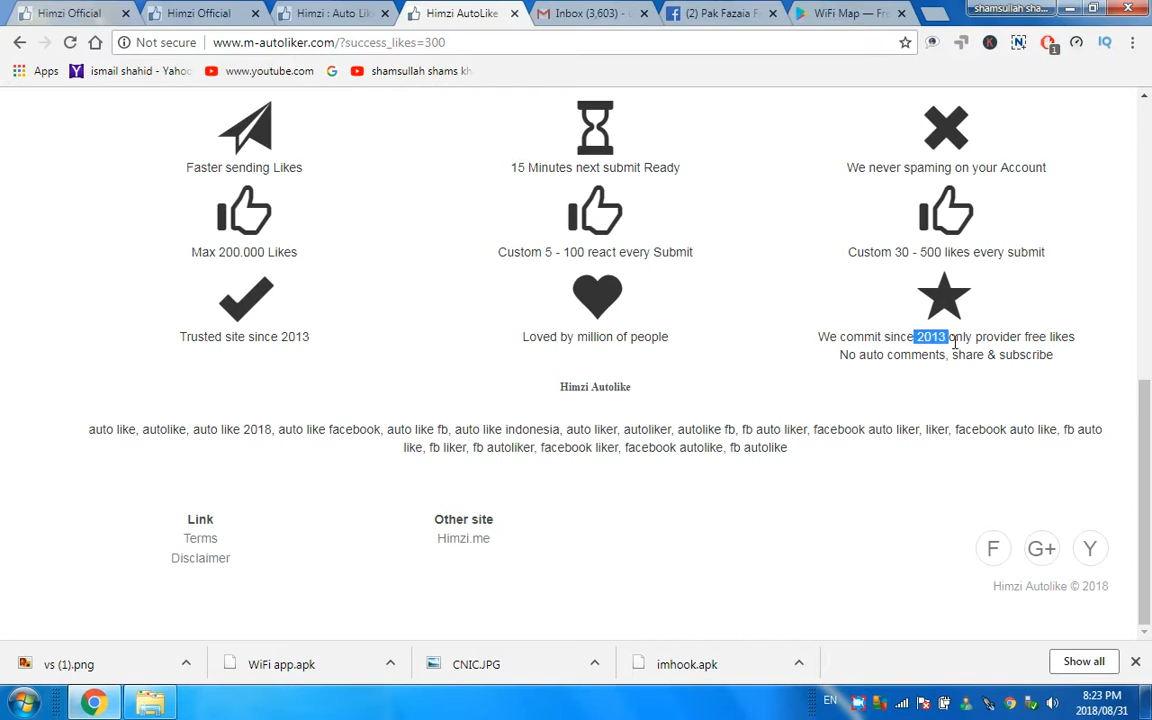 Himzi Official
Himzi Official
Himzi : Auto Lik
Himzi AutoLike
Inbox (3,603) -
(2) Pak Fazaia F
WiFi Map — Fre
shamsullah sha...
Not secure
www.m-autoliker.com/?success_likes=300
K
N
1
IQ
Apps
ismail shahid - Yahoo
www.youtube.com
G
shamsullah shams kh
Faster sending Likes
15 Minutes next submit Ready
We never spaming on your Account
Max 200.000 Likes
Custom 5 - 100 react every Submit
Custom 30 - 500 likes every submit
Trusted site since 2013
Loved by million of people
We commit since 2013 only provider free likes
No auto comments, share & subscribe
Himzi Autolike
auto like, autolike, auto like 2018, auto like facebook, auto like fb, auto like indonesia, auto liker, autoliker, autolike fb, fb auto liker, facebook auto liker, liker, facebook auto like, fb auto
like, fb liker, fb autoliker, facebook liker, facebook autolike, fb autolike
Link
Other site
Terms
Himzi.me
Disclaimer
F
G+
Y
Himzi Autolike © 2018
vs (1).png
WiFi app.apk
CNIC.JPG
imhook.apk
Show all
EN
8:23 PM
2018/08/31